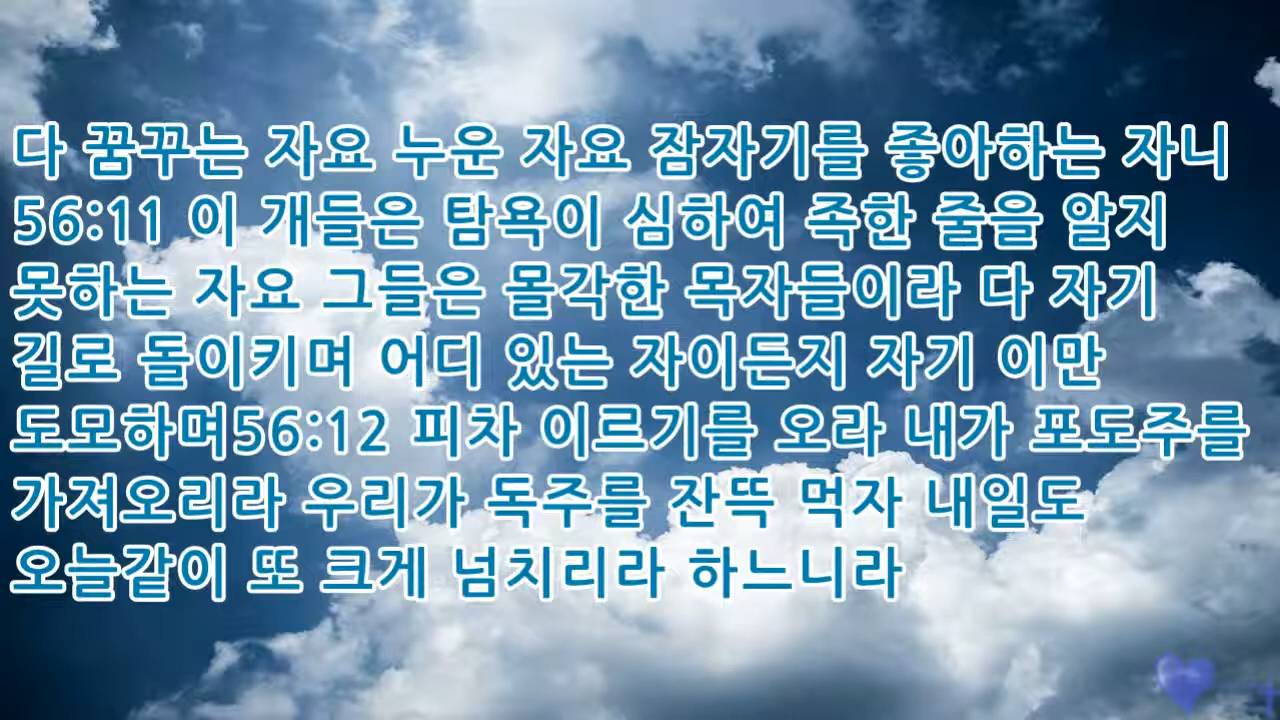 다 꿈꾸는 자요 누운 자요 잠자기를 좋아하는 자니
56:11 이 개들은 탐욕이 심하여 족한 줄을 알지
못하는 자요 그들은 몰각한 목자들이라 다 자기
길로 돌이키며 어디 있는 자이든지 자기 이만
도모하며56:12 피차 이르기를 오라 내가 포도주를
가져오리라 우리가 독주를 잔뜩 먹자 내일도
오늘같이 또 크게 넘치리라 하느니라